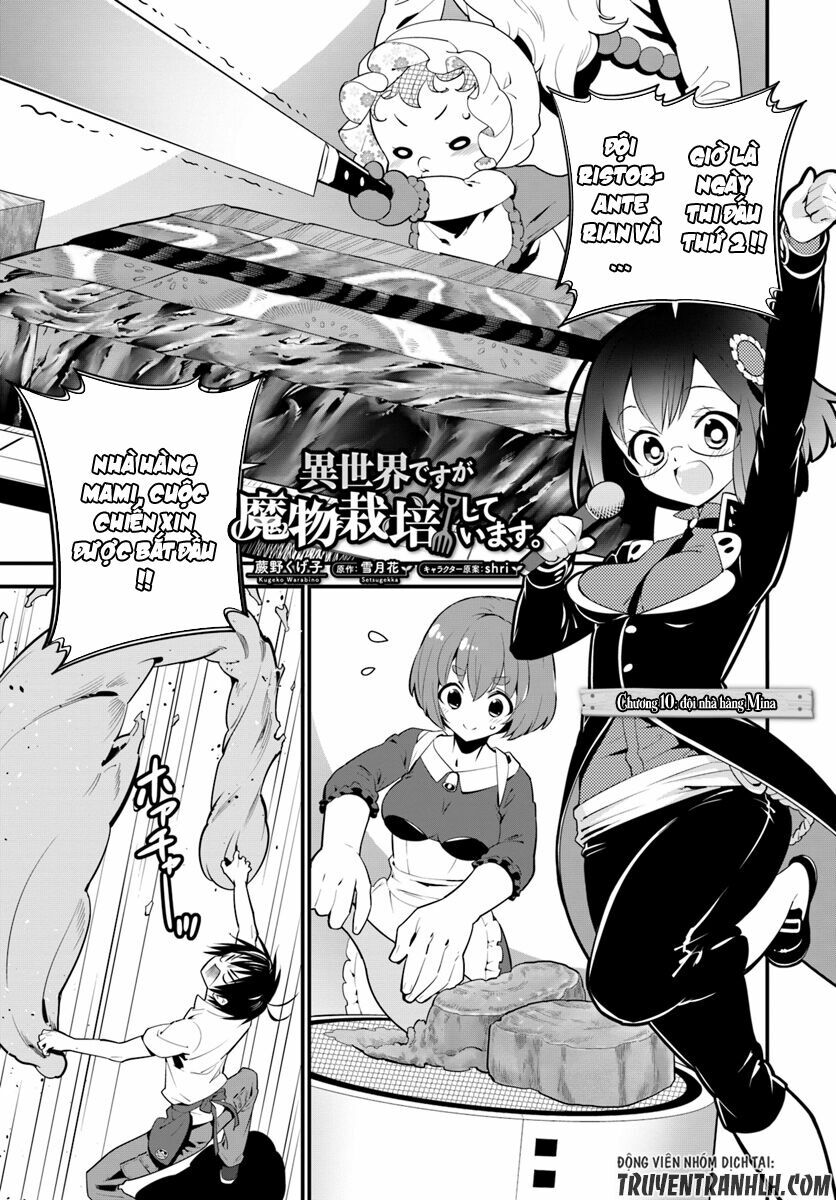 GIỜ LÀ
NGÀY
THI ĐẤU
THỨ 2!!
ĐỘI
RISTOR-
ANTE
RIAN VÀ
...
NHÀ HÀNG
MAMI, CUỘC
CHIẾN XIN
ĐƯỢC BẮT ĐẦU
!!
異世界ですが
魔物栽培して
います。
蕨野くげ子 原作:雪月花 キャラクター原案:shri
Kugeko Warabino Setsugekka
Chương 10: đội nhà hàng Mina
ホアチャーッ
ĐỘNG VIÊN NHÓM DỊCH TẠI:
TRUYENTRANHLH.COM